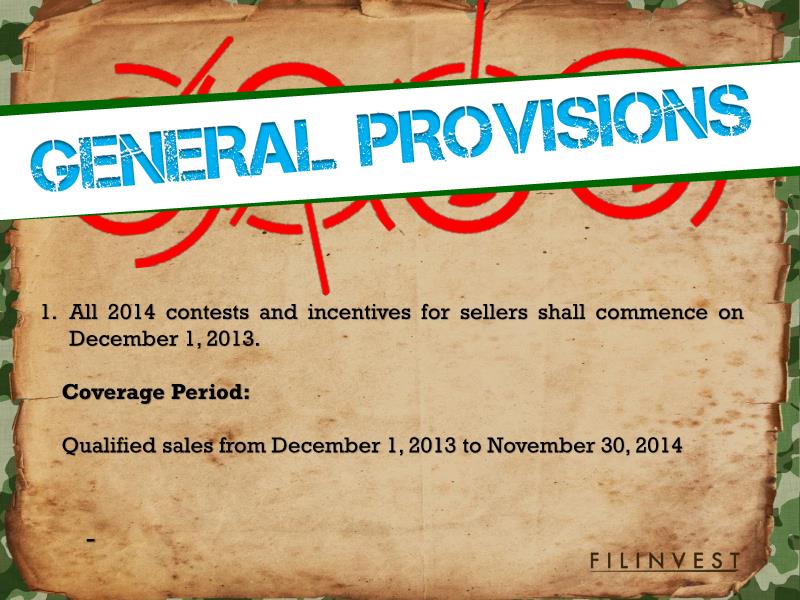 GENERAL PROVISIONS
1. All 2014 contests and incentives for sellers shall commence on
December 1, 2013.
Coverage Period:
Qualified sales from December 1, 2013 to November 30, 2014
-
FILINVEST